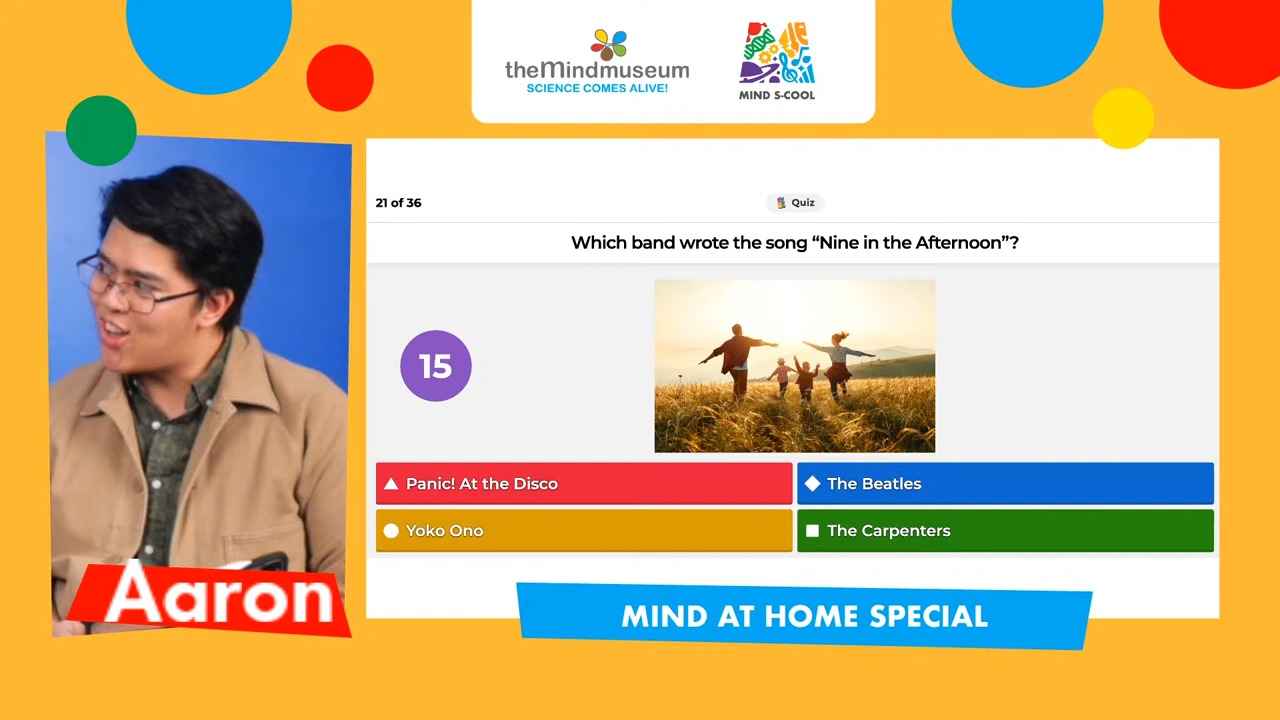 theMindmuseum
SCIENCE COMES ALIVE!
MIND S-COOL
21 of 36
Quiz
Which band wrote the song “Nine in the Afternoon”?
15
Panic! At the Disco
The Beatles
Yoko Ono
The Carpenters
Aaron
MIND AT HOME SPECIAL